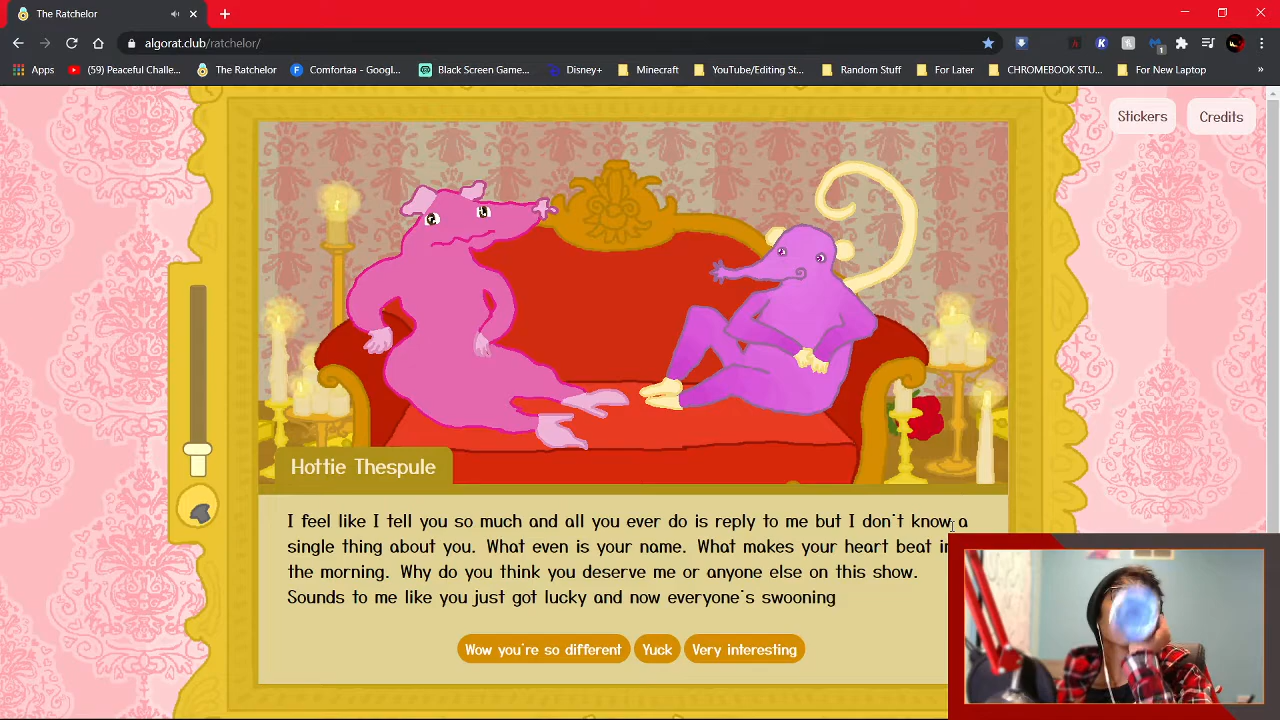 The Ratchelor
algorat.club/ratchelor/
1
Apps
(59) Peaceful Challe...
The Ratchelor
Comfortaa - Googl...
Black Screen Game...
Disney+
Minecraft
YouTube/Editing St...
Random Stuff
For Later
CHROMEBOOK STU...
For New Laptop
Stickers
Credits
Hottie Thespule
I feel like I tell you so much and all you ever do is reply to me but I don't know a
single thing about you. What even is your name. What makes your heart beat in
the morning. Why do you think you deserve me or anyone else on this show.
Sounds to me like you just got lucky and now everyone's swooning
Wow you're so different
Yuck
Very interesting